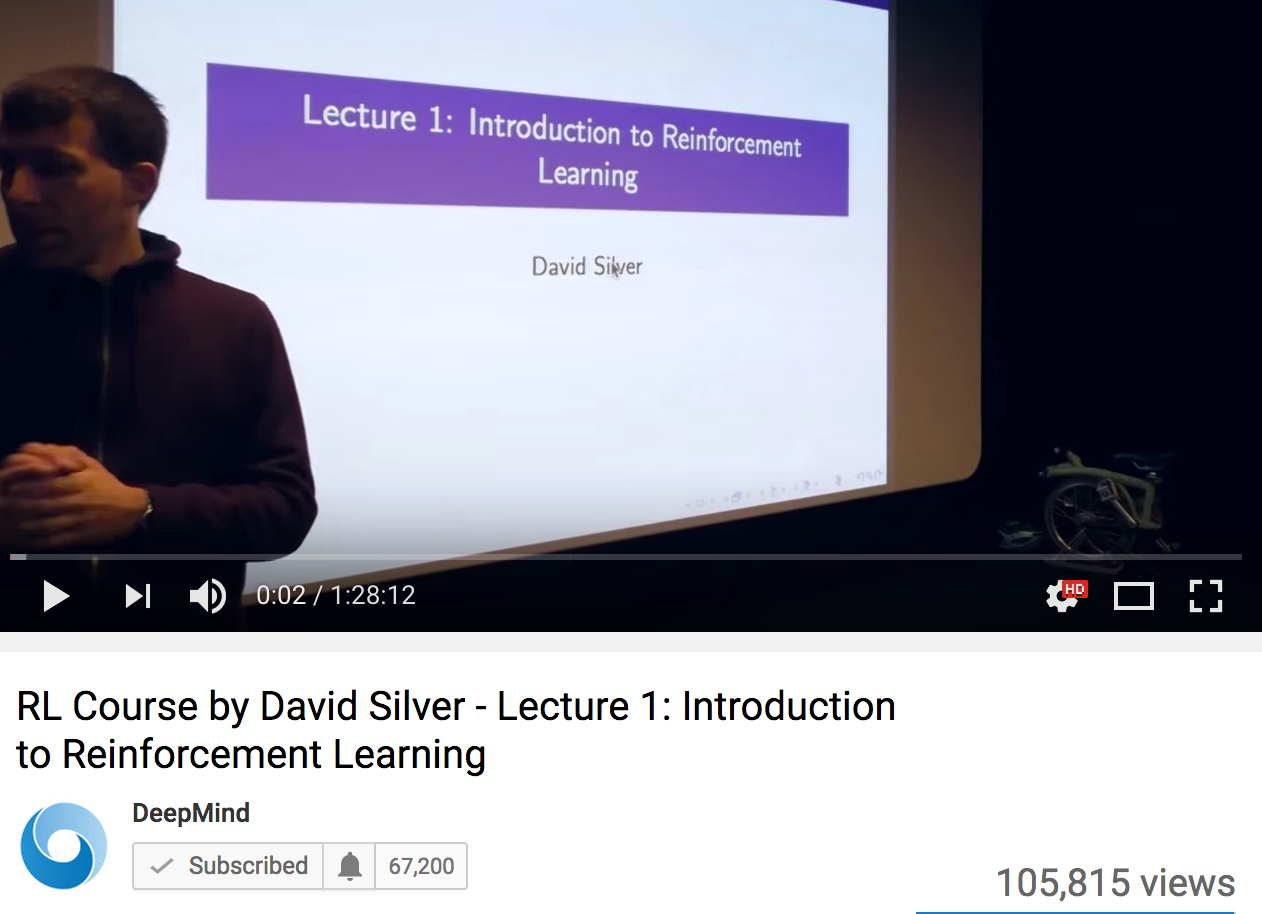 Lecture 1: Introduction to Reinforcement
Learning
David Silver
0:02 / 1:28:12
HD
RL Course by David Silver - Lecture 1: Introduction
to Reinforcement Learning
DeepMind
Subscribed
67,200
105,815 views